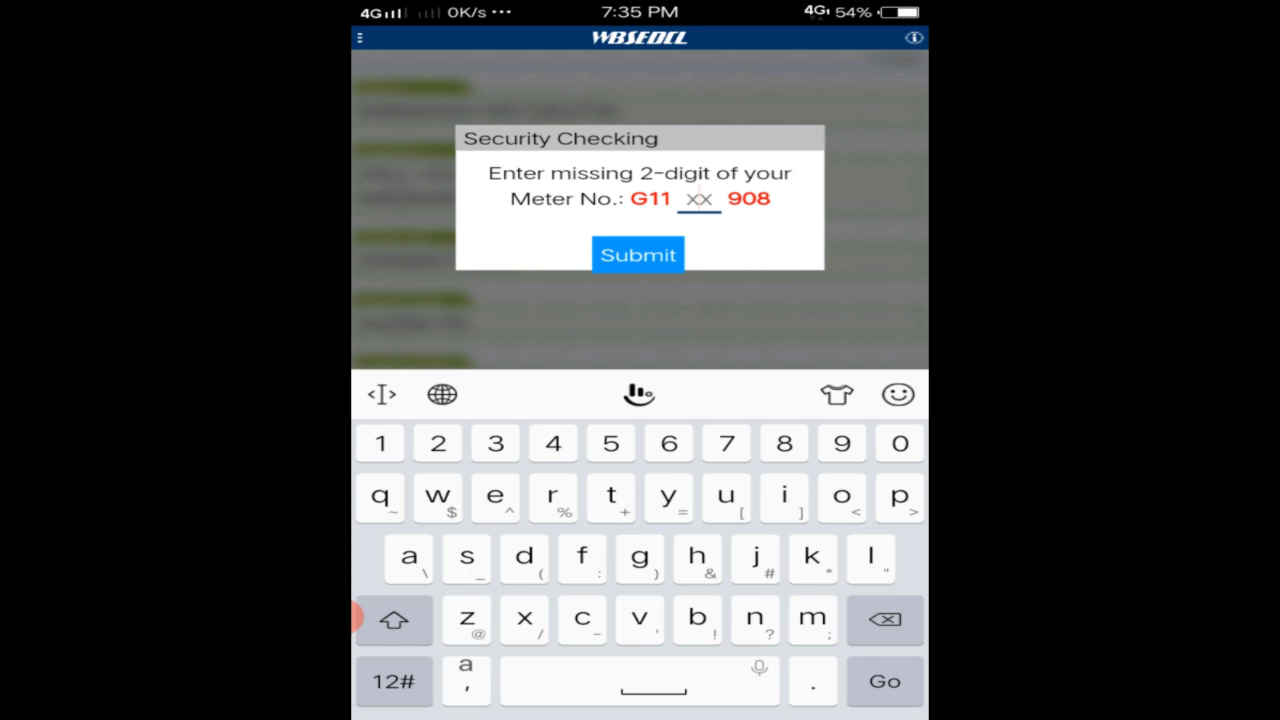 4G 0K/s ••• 7:35 PM 4G 54%
WBSEDCL
Security Checking
Enter missing 2-digit of your
Meter No.: G11 XX 908
Submit
1 2 3 4 5 6 7 8 9 0
q w e r t y u i o p
~ $ ^ % + = [ ] < >
a s d f g h j k l
\ _ ( : ) & # * "
z x c v b n m
@ / - ' ! ? ;
12# a , . Go